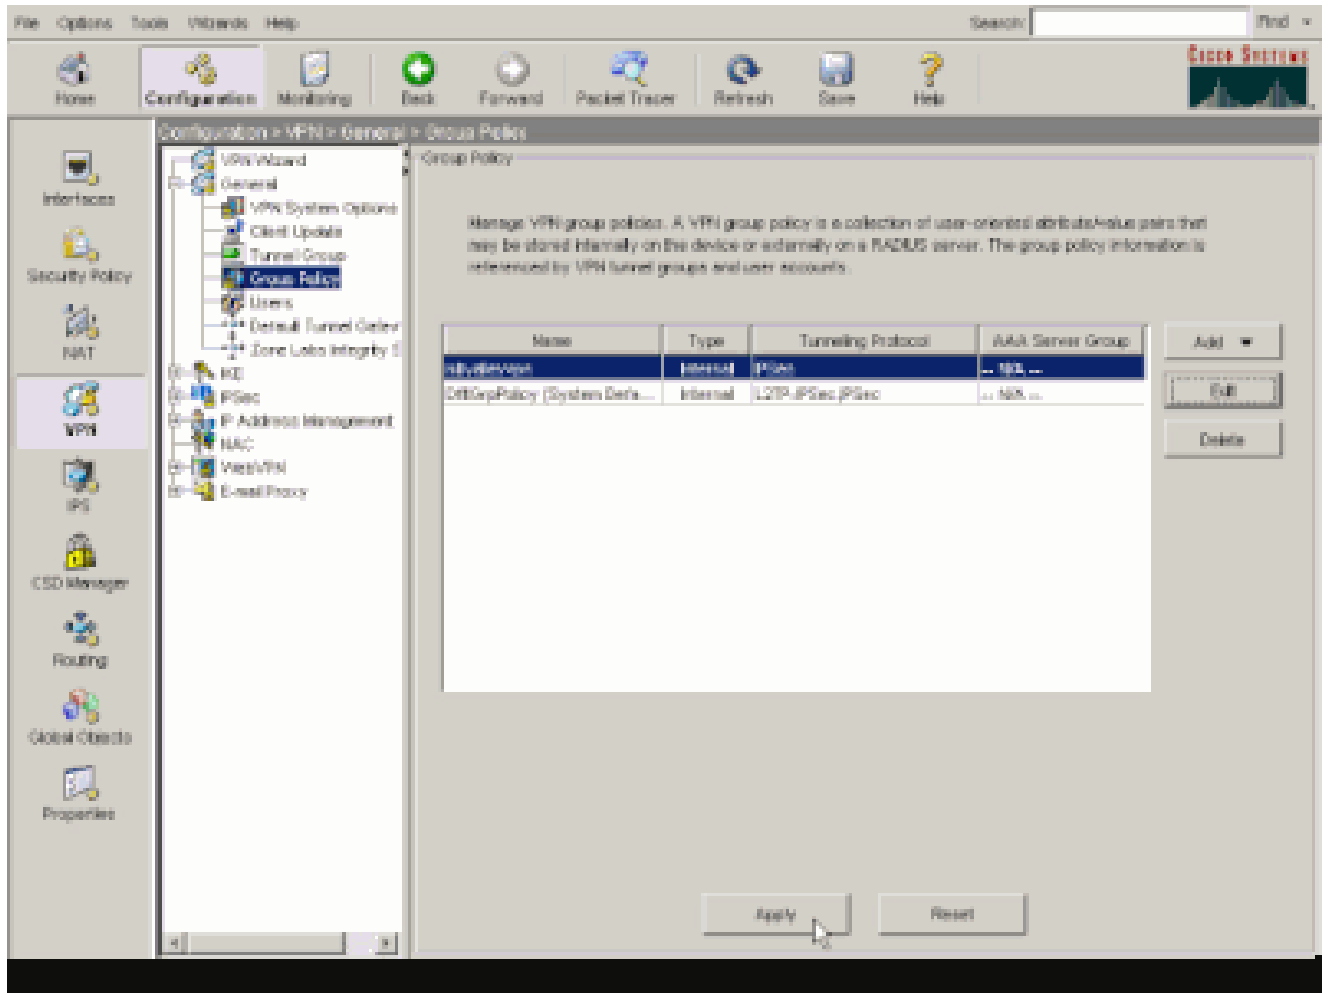 File Options Tools Wizards Help Search: Find
Home Configuration Monitoring Back Forward Packet Tracer Refresh Save Help
CISCO SYSTEMS
Configuration > VPN > General > Group Policy
Interfaces
Security Policy
NAT
VPN
IPS
CSD Manager
Routing
Global Objects
Properties
VPN Wizard
General
VPN System Options
Client Update
Tunnel Group
Group Policy
Users
Default Tunnel Gatew
Zone Labs Integrity S
IKE
IPSec
IP Address Management
NAC
WebVPN
E-mail Proxy
Group Policy
Manage VPN group policies. A VPN group policy is a collection of user-oriented attribute/value pairs that
may be stored internally on the device or externally on a RADIUS server. The group policy information is
referenced by VPN tunnel groups and user accounts.
Name Type Tunneling Protocol AAA Server Group
Internal IPSec -- N/A --
DfltGrpPolicy (System Defa... Internal L2TP-IPSec,IPSec -- N/A --
Add
Edit
Delete
Apply Reset